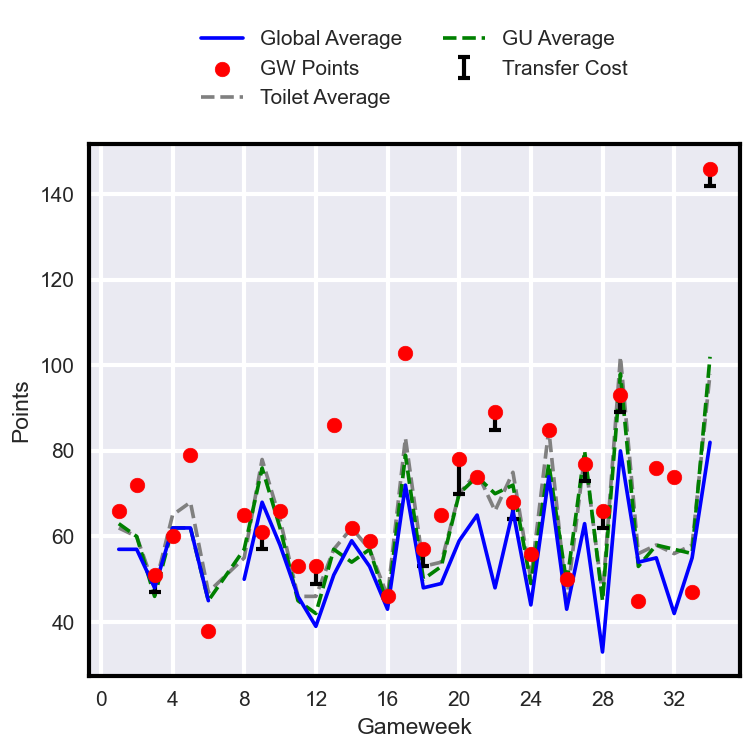 Global Average
GW Points
Toilet Average
GU Average
Transfer Cost
140
120
100
80
60
40
Points
0 4 8 12 16 20 24 28 32
Gameweek